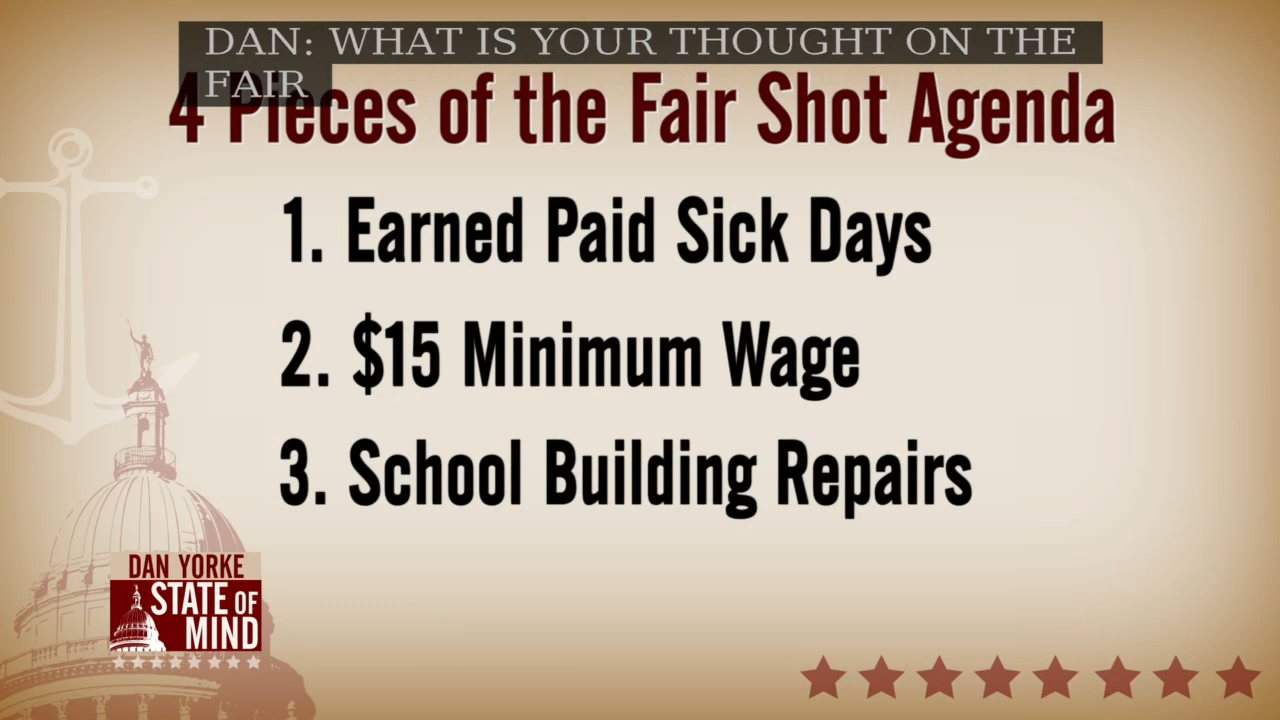 DAN: WHAT IS YOUR THOUGHT ON THE
FAIR
4 Pieces of the Fair Shot Agenda
1. Earned Paid Sick Days
2. $15 Minimum Wage
3. School Building Repairs
DAN YORKE
STATE OF
MIND